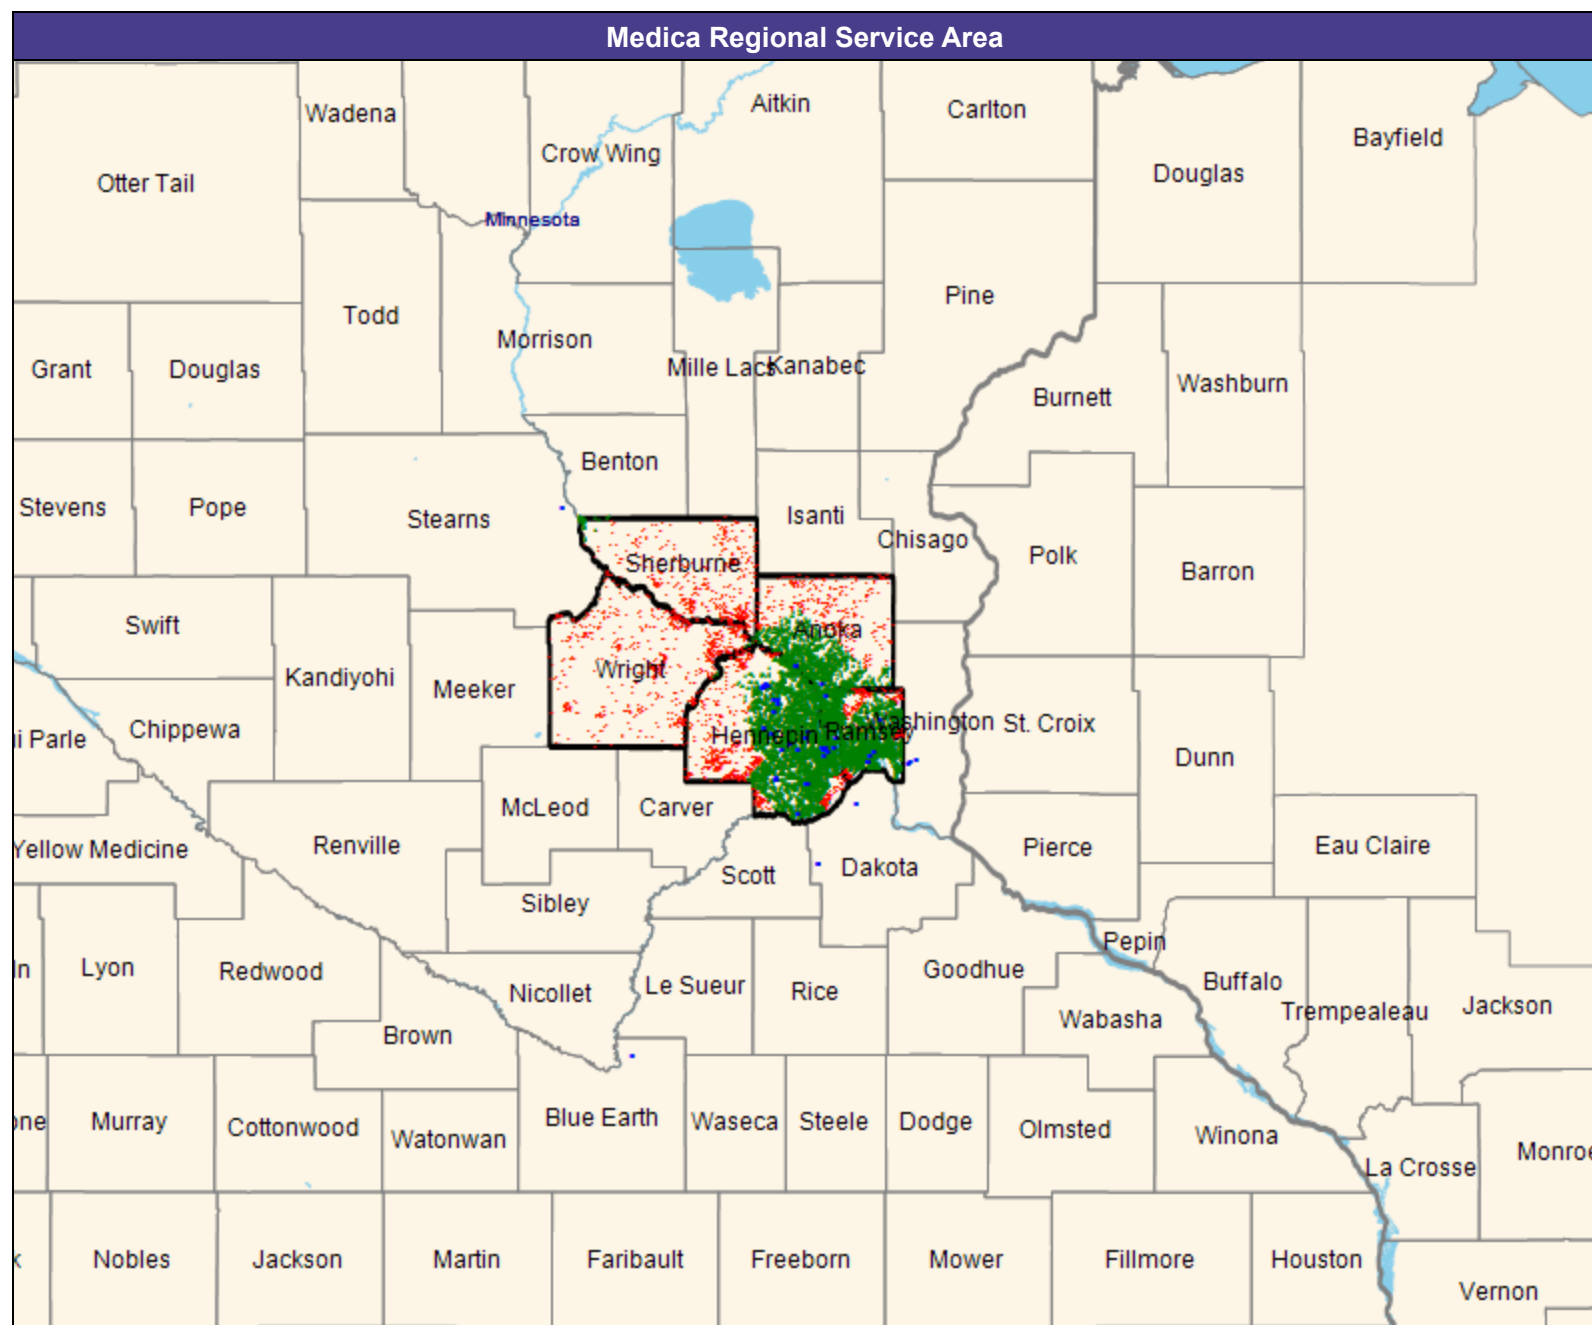 Medica Regional Service Area
Wadena
Aitkin
Carlton
Bayfield
Crow Wing
Otter Tail
Douglas
Minnesota
Pine
Todd
Morrison
Grant
Douglas
Mille Lacs
Kanabec
Burnett
Washburn
Benton
Stevens
Pope
Stearns
Isanti
Chisago
Polk
Barron
Sherburne
Swift
Anoka
Kandiyohi
Wright
Meeker
Chippewa
ui Parle
Hennepin
Ramsey
Washington
St. Croix
Dunn
McLeod
Carver
Yellow Medicine
Renville
Scott
Dakota
Pierce
Eau Claire
Sibley
Pepin
Lyon
Redwood
Nicollet
Le Sueur
Rice
Goodhue
Buffalo
Trempealeau
Jackson
Brown
Wabasha
Murray
Cottonwood
Watonwan
Blue Earth
Waseca
Steele
Dodge
Olmsted
Winona
La Crosse
Monroe
Nobles
Jackson
Martin
Faribault
Freeborn
Mower
Fillmore
Houston
Vernon